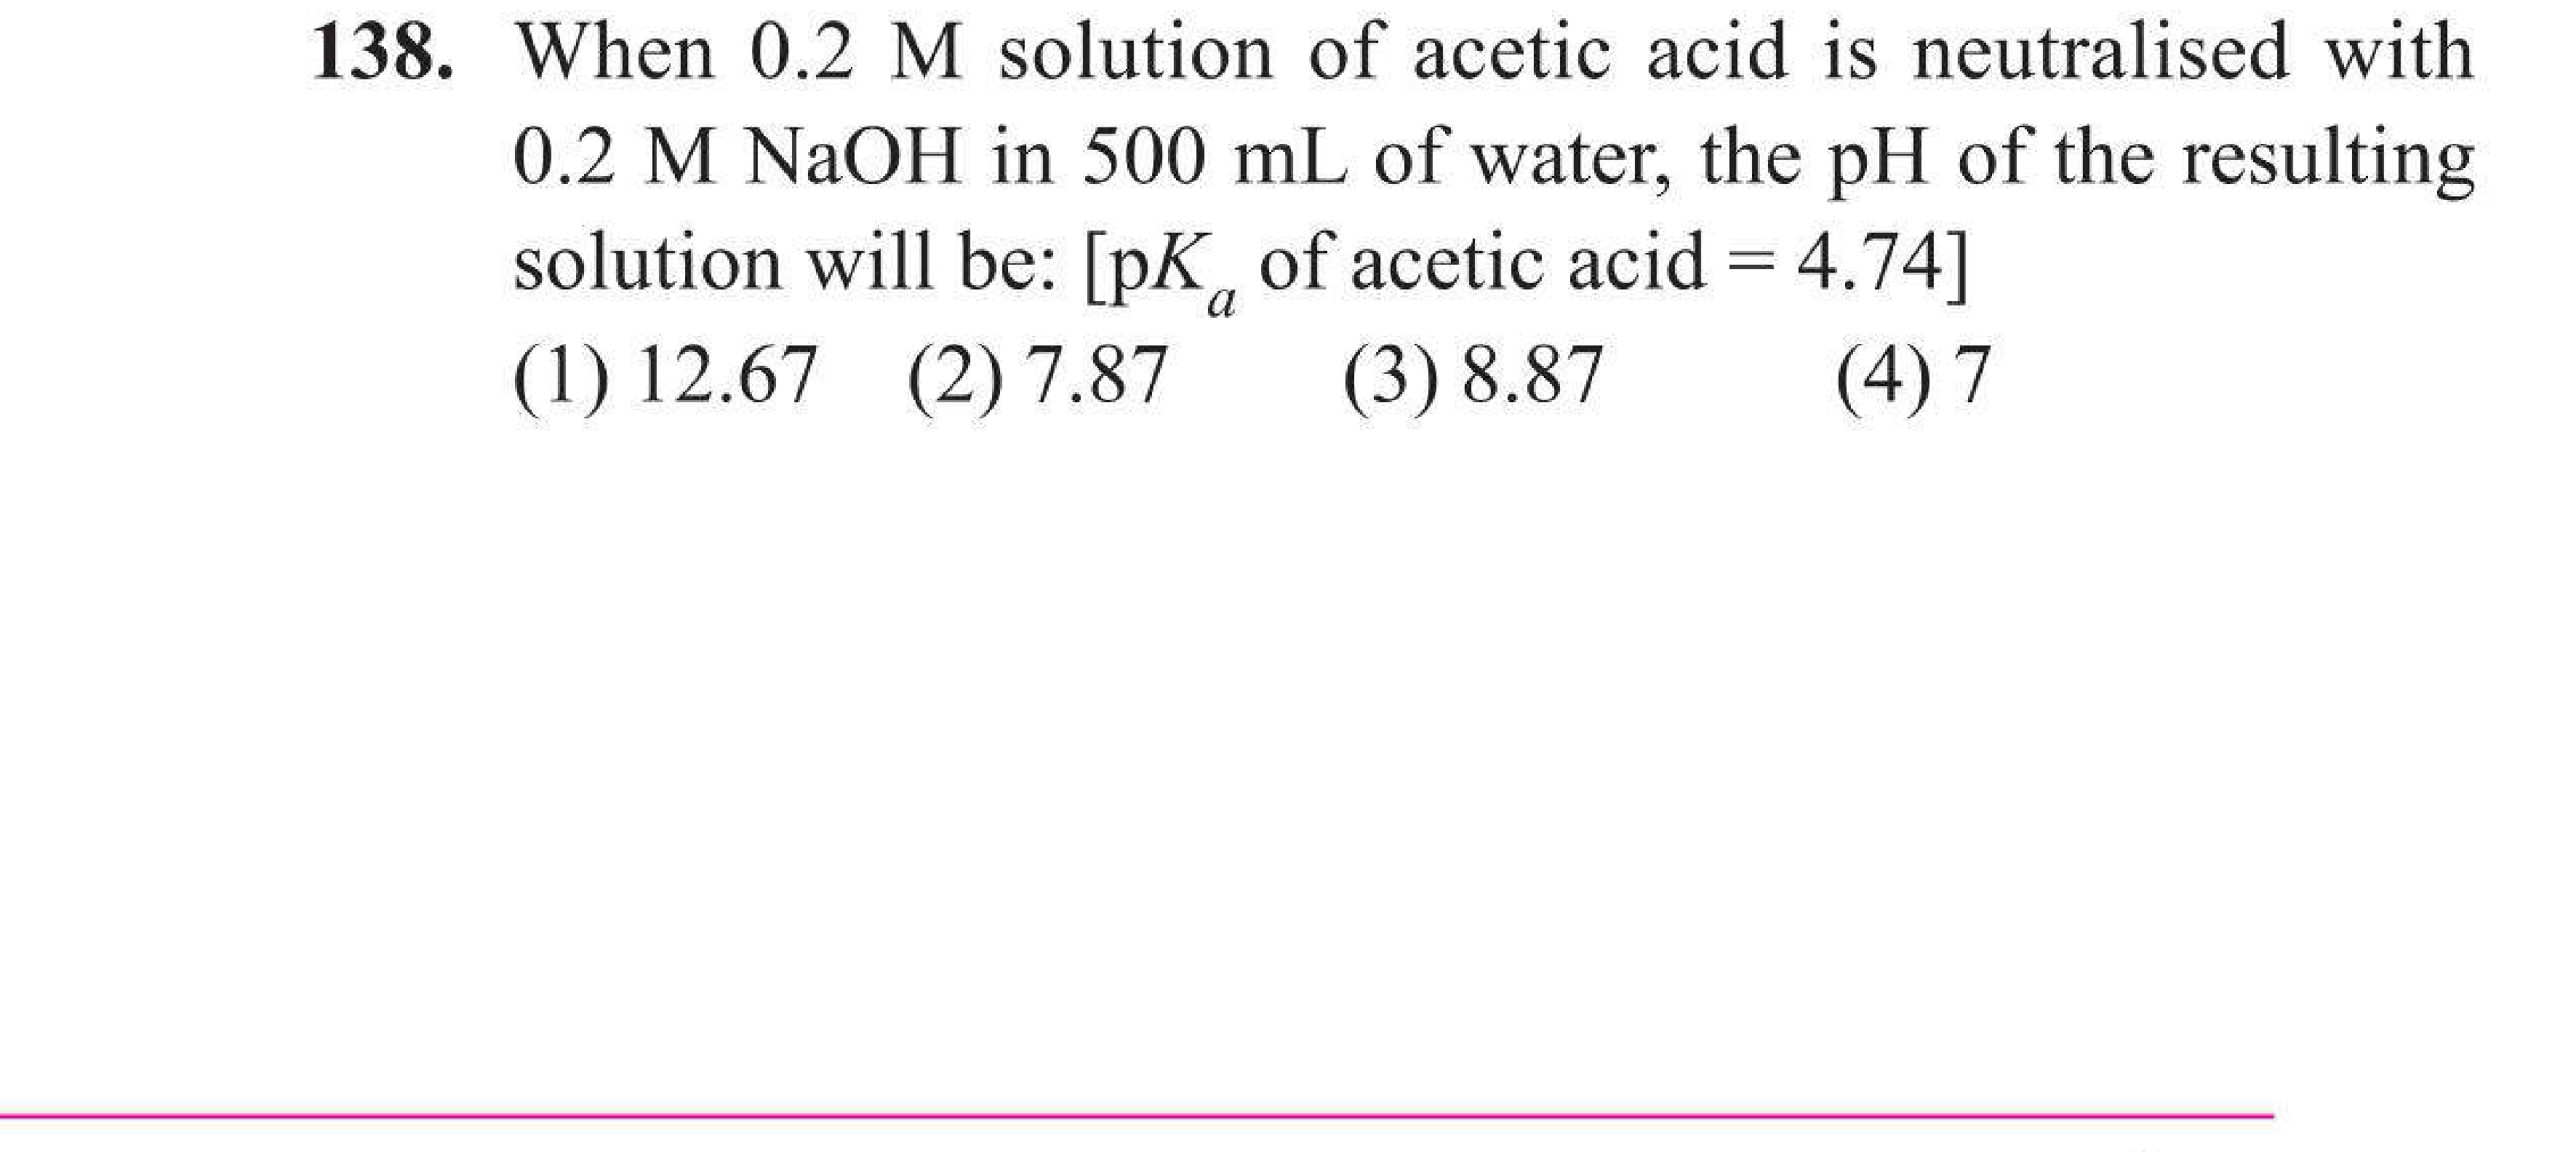 138. When 0.2 M solution of acetic acid is neutralised with
0.2 M NaOH in 500 mL of water, the pH of the resulting
solution will be: [pKₐ of acetic acid = 4.74]
(1) 12.67 (2) 7.87 (3) 8.87 (4) 7